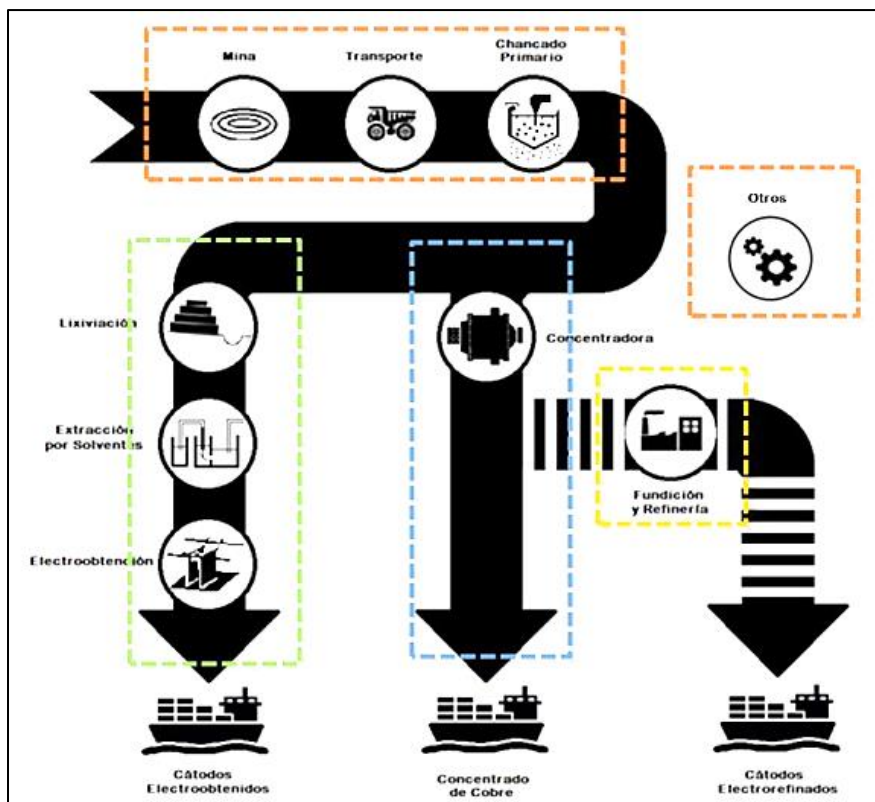 Mina
Transporte
Chancado
Primario
Otros
Lixiviación
Concentradora
Extracción
por Solventes
Fundición
y Refinería
Electroobtención
Cátodos
Electroobtenidos
Concentrado
de Cobre
Cátodos
Electrorefinados